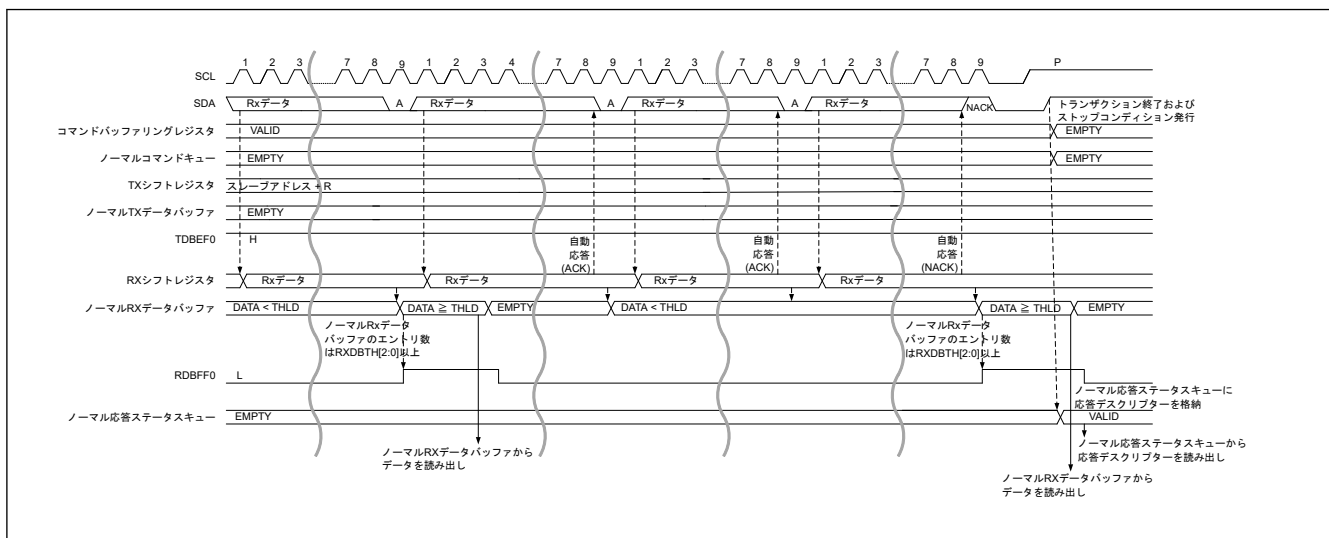 1 2 3 7 8 9 1 2 3 4 7 8 9 1 2 3 7 8 9 1 2 3 7 8 9 P
SCL
SDA Rxデータ A Rxデータ A Rxデータ A Rxデータ NACK
トランザクション終了および
ストップコンディション発行
コマンドバッファリングレジスタ VALID EMPTY
ノーマルコマンドキュー EMPTY EMPTY
TXシフトレジスタ スレーブアドレス + R
ノーマルTXデータバッファ EMPTY
TDBEF0 H
自動
応答
(ACK)
自動
応答
(ACK)
自動
応答
(NACK)
RXシフトレジスタ Rxデータ Rxデータ Rxデータ Rxデータ
ノーマルRXデータバッファ DATA < THLD DATA ≧ THLD EMPTY DATA < THLD DATA ≧ THLD EMPTY
ノーマルRxデータ
バッファのエントリ数
はRXDBTH[2:0]以上
ノーマルRxデータ
バッファのエントリ数
はRXDBTH[2:0]以上
RDBFF0 L
ノーマル応答ステータスキューに
応答デスクリプターを格納
ノーマル応答ステータスキュー EMPTY VALID
ノーマルRXデータバッファから
データを読み出し
ノーマル応答ステータスキューから
応答デスクリプターを読み出し
ノーマルRXデータバッファから
データを読み出し